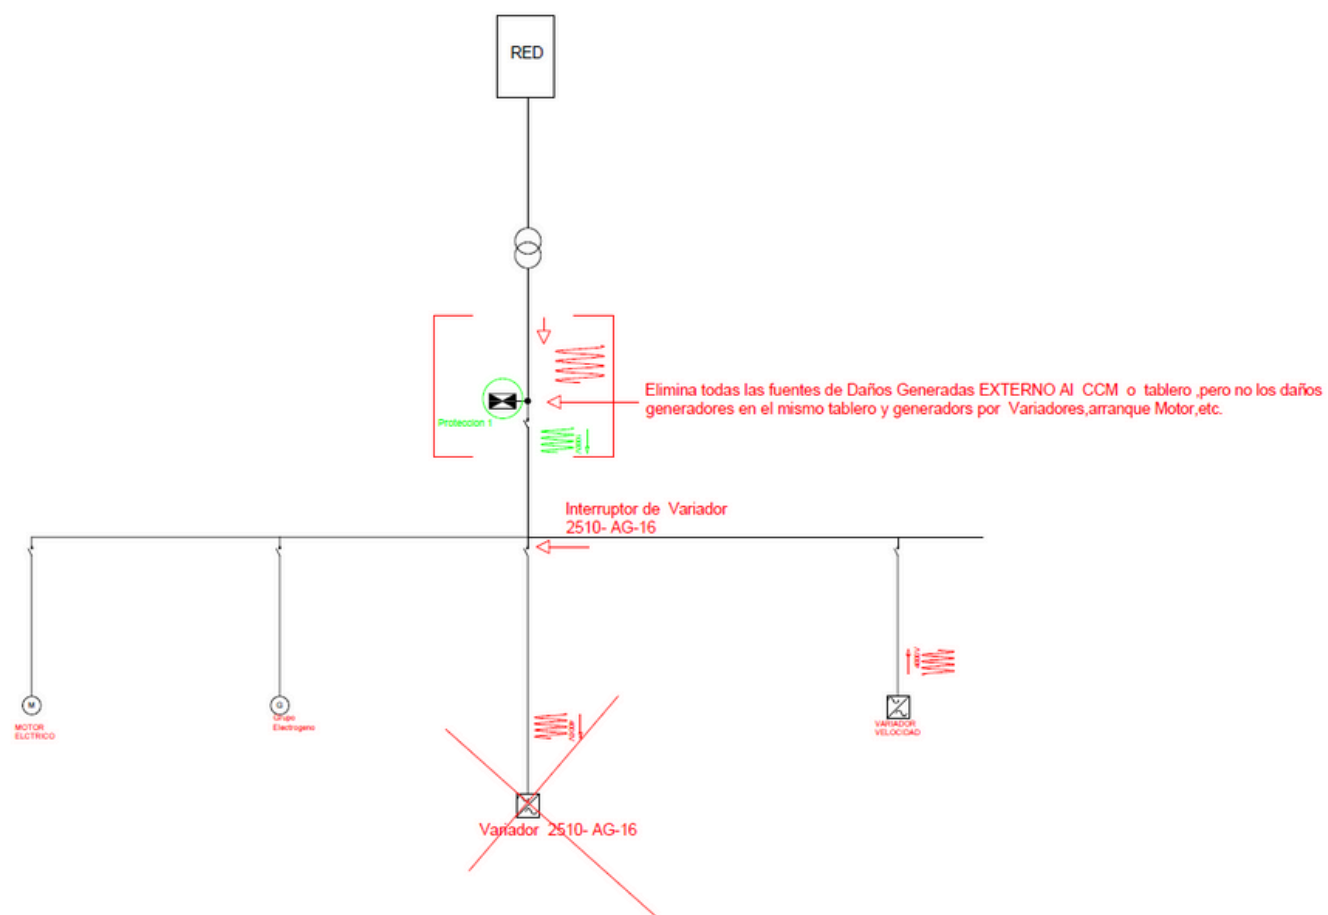 RED
Elimina todas las fuentes de Daños Generadas EXTERNO Al CCM o tablero ,pero no los daños
generadores en el mismo tablero y generadors por Variadores,arranque Motor,etc.
Proteccion 1
Interruptor de Variador
2510- AG-16
M
MOTOR
ELCTRICO
G
Grupo
Electrogeno
VARIADOR
VELOCIDAD
Variador 2510- AG-16